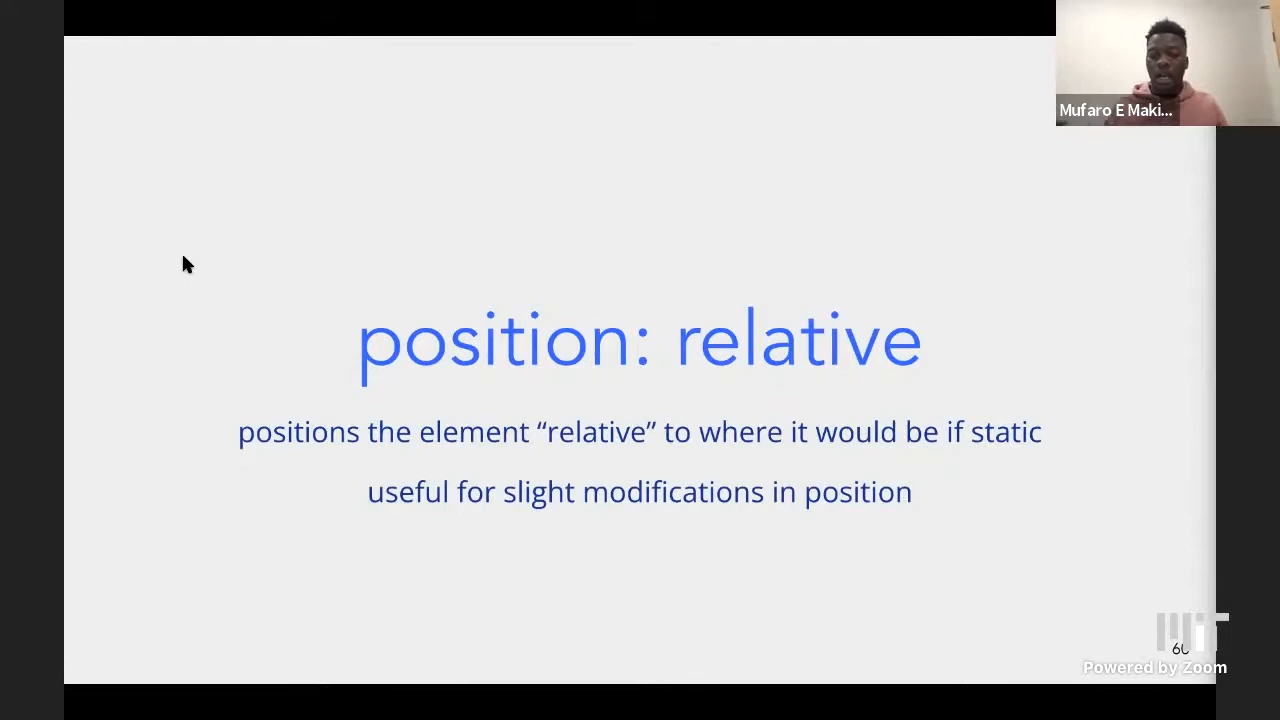 Mufaro E Maki...
position: relative
positions the element “relative” to where it would be if static
useful for slight modifications in position
MIT
Powered by Zoom